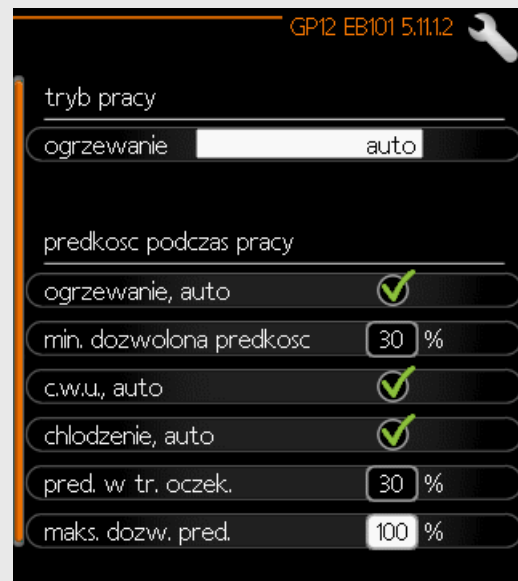 GP12 EB101 5.11.1.2
tryb pracy
ogrzewanie auto
predkosc podczas pracy
ogrzewanie, auto
min. dozwolona predkosc 30 %
c.w.u., auto
chlodzenie, auto
pred. w tr. oczek. 30 %
maks. dozw. pred. 100 %